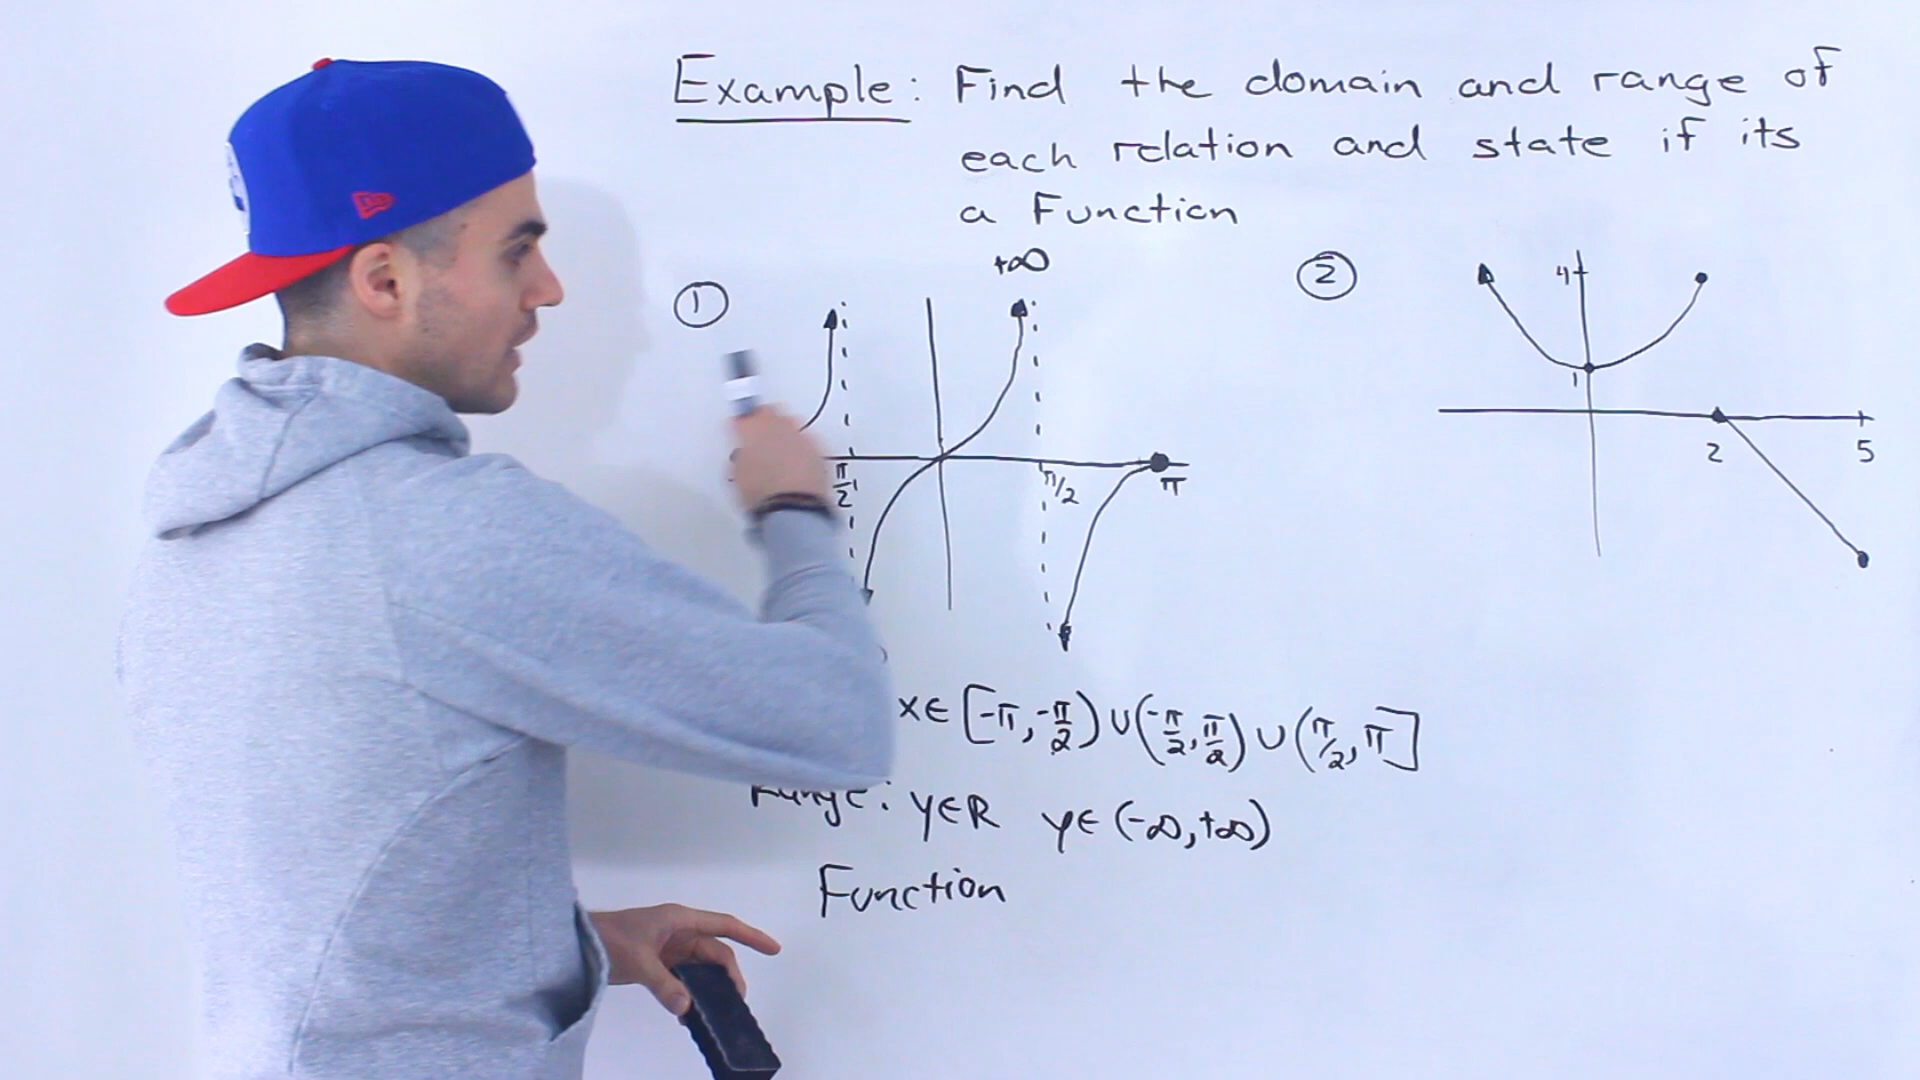 Example: Find the domain and range of
each relation and state if its
a Function
+∞
①
π/2
π/2
π
②
4
1
2
5
x∈[-π,-π/2)∪(-π/2,π/2)∪(π/2,π]
Range: y∈R y∈(-∞,+∞)
Function